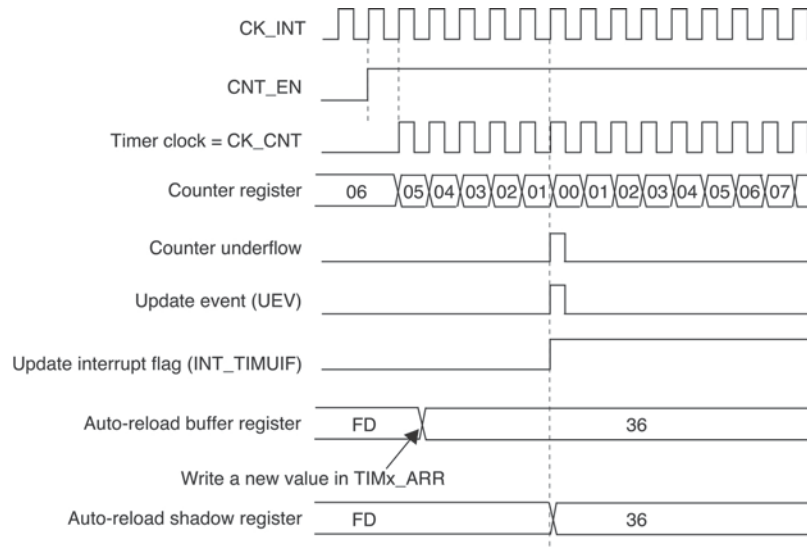 CK_INT
CNT_EN
Timer clock = CK_CNT
Counter register 06 05 04 03 02 01 00 01 02 03 04 05 06 07
Counter underflow
Update event (UEV)
Update interrupt flag (INT_TIMUIF)
Auto-reload buffer register FD 36
Write a new value in TIMx_ARR
Auto-reload shadow register FD 36